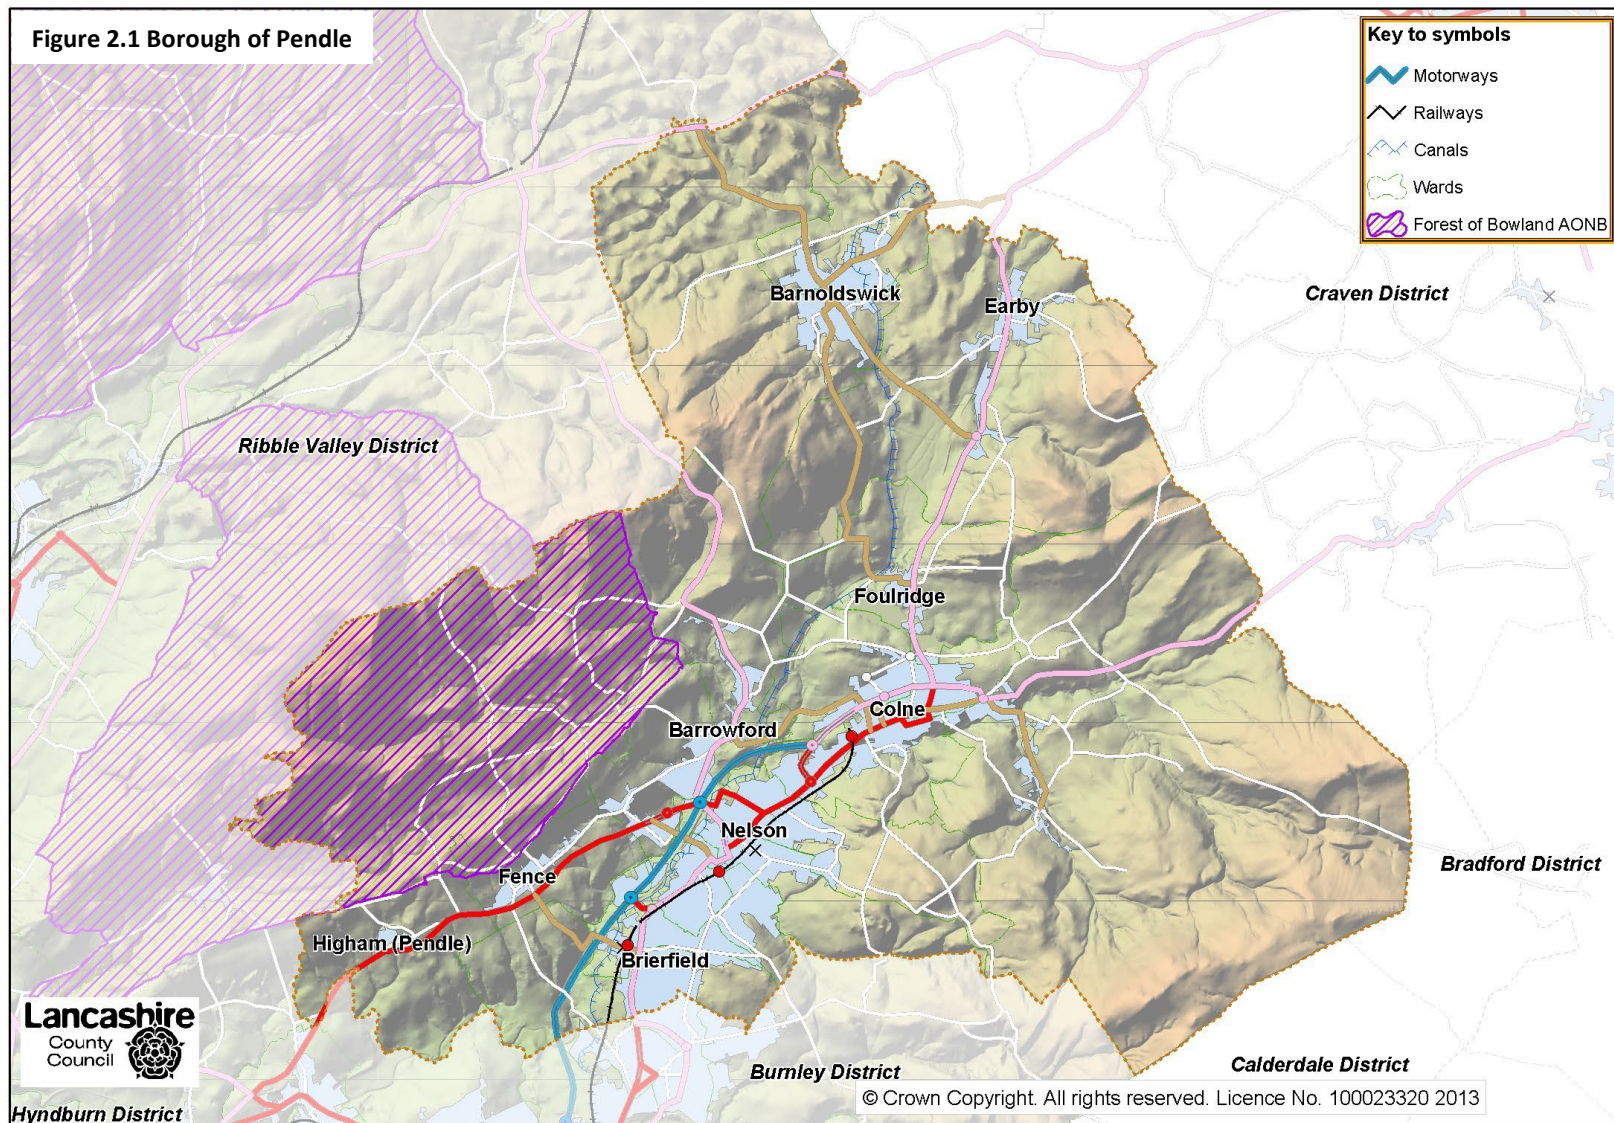 Figure 2.1 Borough of Pendle
Key to symbols
Motorways
Railways
Canals
Wards
Forest of Bowland AONB
Barnoldswick
Earby
Craven District
Ribble Valley District
Foulridge
Colne
Barrowford
Nelson
Fence
Bradford District
Higham (Pendle)
Brierfield
Lancashire
County
Council
Burnley District
Calderdale District
© Crown Copyright. All rights reserved. Licence No. 100023320 2013
Hyndburn District